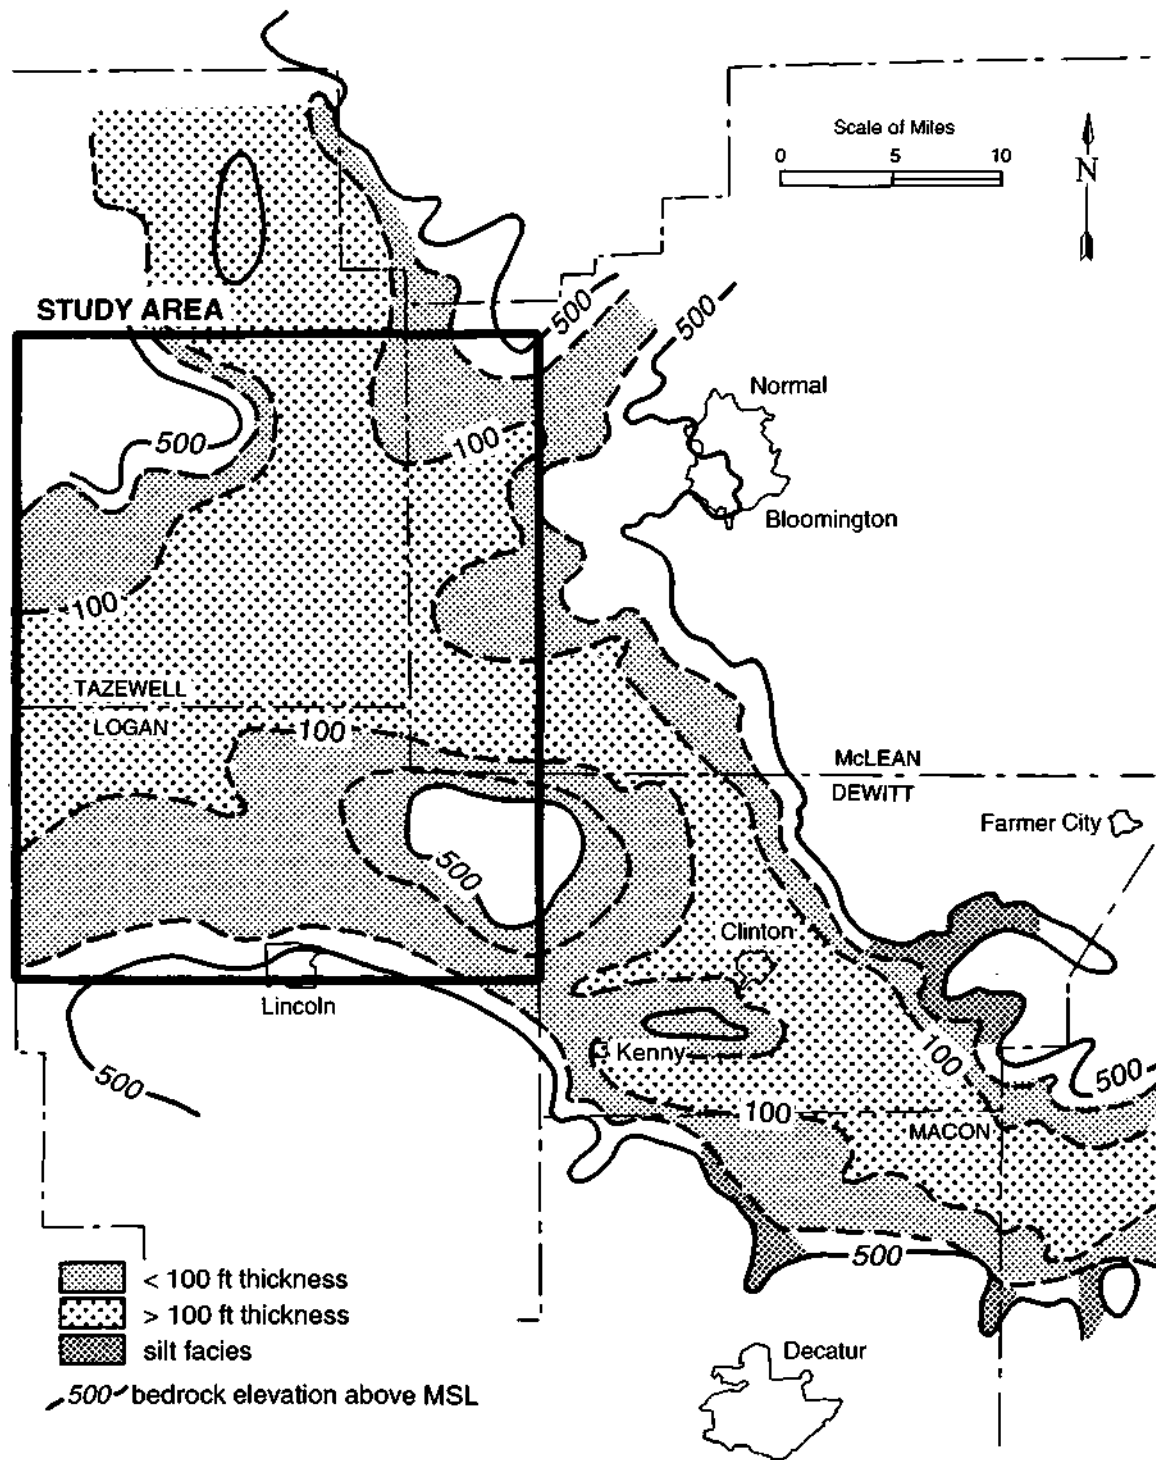 Scale of Miles
0 5 10
N
STUDY AREA
500
500
Normal
500
100
Bloomington
100
TAZEWELL
LOGAN
100
McLEAN
DEWITT
Farmer City
500
Clinton
Lincoln
Kenny
100
500
500
100
MACON
500
< 100 ft thickness
> 100 ft thickness
silt facies
500 bedrock elevation above MSL
Decatur